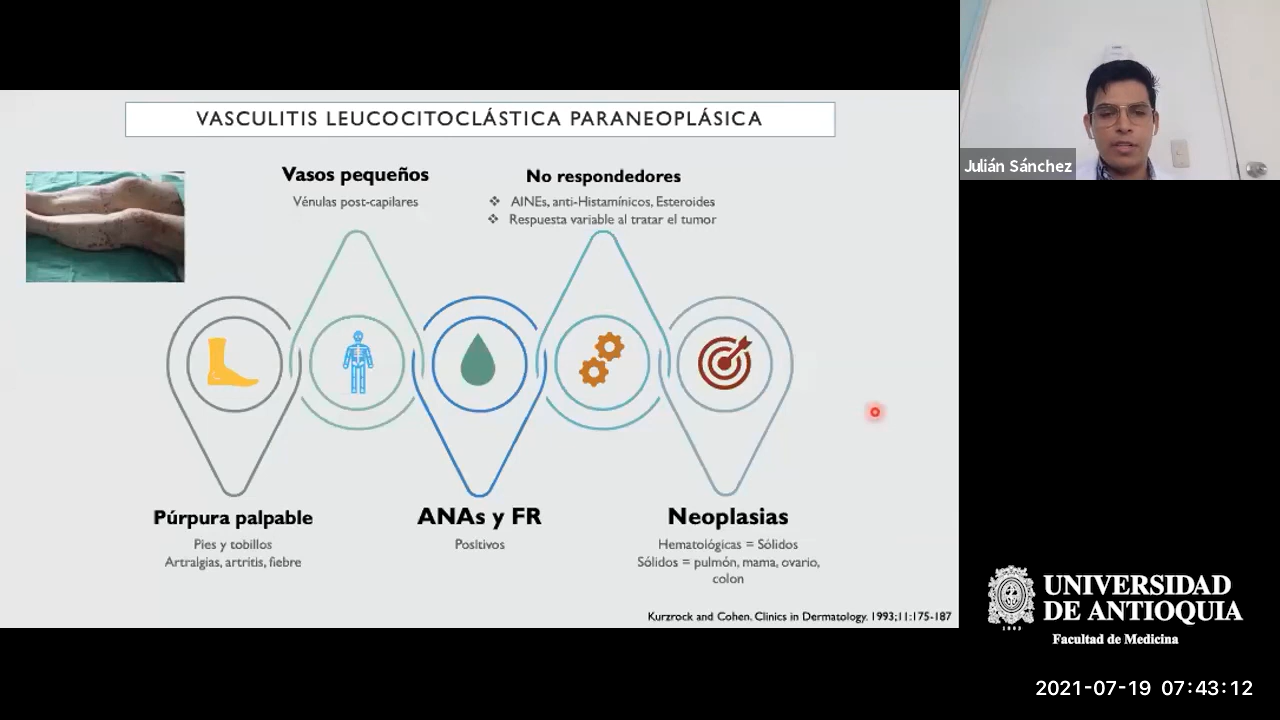 VASCULITIS LEUCOCITOCLÁSTICA PARANEOPLÁSICA
Vasos pequeños
Vénulas post-capilares
No respondedores
❖ AINEs, anti-Histamínicos, Esteroides
❖ Respuesta variable al tratar el tumor
Púrpura palpable
Pies y tobillos
Artralgias, artritis, fiebre
ANAs y FR
Positivos
Neoplasias
Hematológicas = Sólidos
Sólidos = pulmón, mama, ovario,
colon
Kurzrock and Cohen. Clinics in Dermatology. 1993;11:175-187
Julián Sánchez
UNIVERSIDAD
DE ANTIOQUIA
1803
Facultad de Medicina
2021-07-19 07:43:12